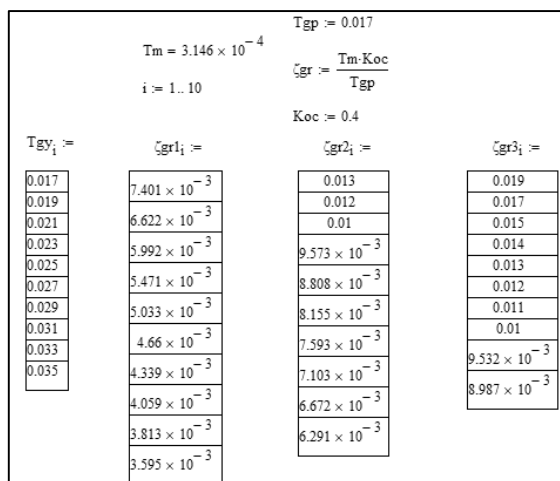 Tgp := 0.017
Tm = 3.146 × 10⁻⁴
ζgr := Tm·Koc / Tgp
i := 1.. 10
Koc := 0.4
Tgyᵢ :=
0.017
0.019
0.021
0.023
0.025
0.027
0.029
0.031
0.033
0.035
ζgr1ᵢ :=
7.401 × 10⁻³
6.622 × 10⁻³
5.992 × 10⁻³
5.471 × 10⁻³
5.033 × 10⁻³
4.66 × 10⁻³
4.339 × 10⁻³
4.059 × 10⁻³
3.813 × 10⁻³
3.595 × 10⁻³
ζgr2ᵢ :=
0.013
0.012
0.01
9.573 × 10⁻³
8.808 × 10⁻³
8.155 × 10⁻³
7.593 × 10⁻³
7.103 × 10⁻³
6.672 × 10⁻³
6.291 × 10⁻³
ζgr3ᵢ :=
0.019
0.017
0.015
0.014
0.013
0.012
0.011
0.01
9.532 × 10⁻³
8.987 × 10⁻³